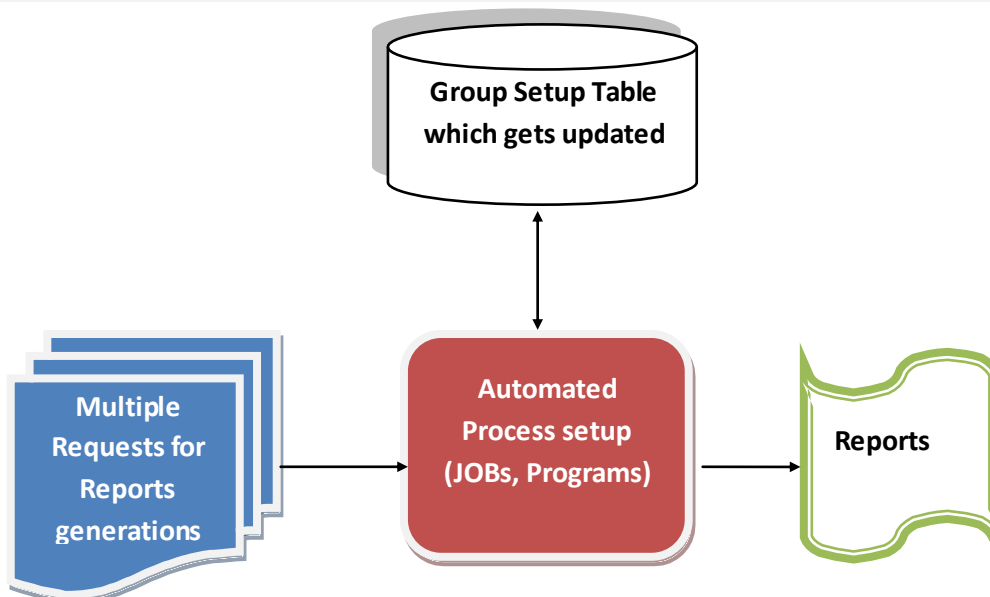 Group Setup Table
which gets updated
Multiple
Requests for
Reports
generations
Automated
Process setup
(JOBs, Programs)
Reports